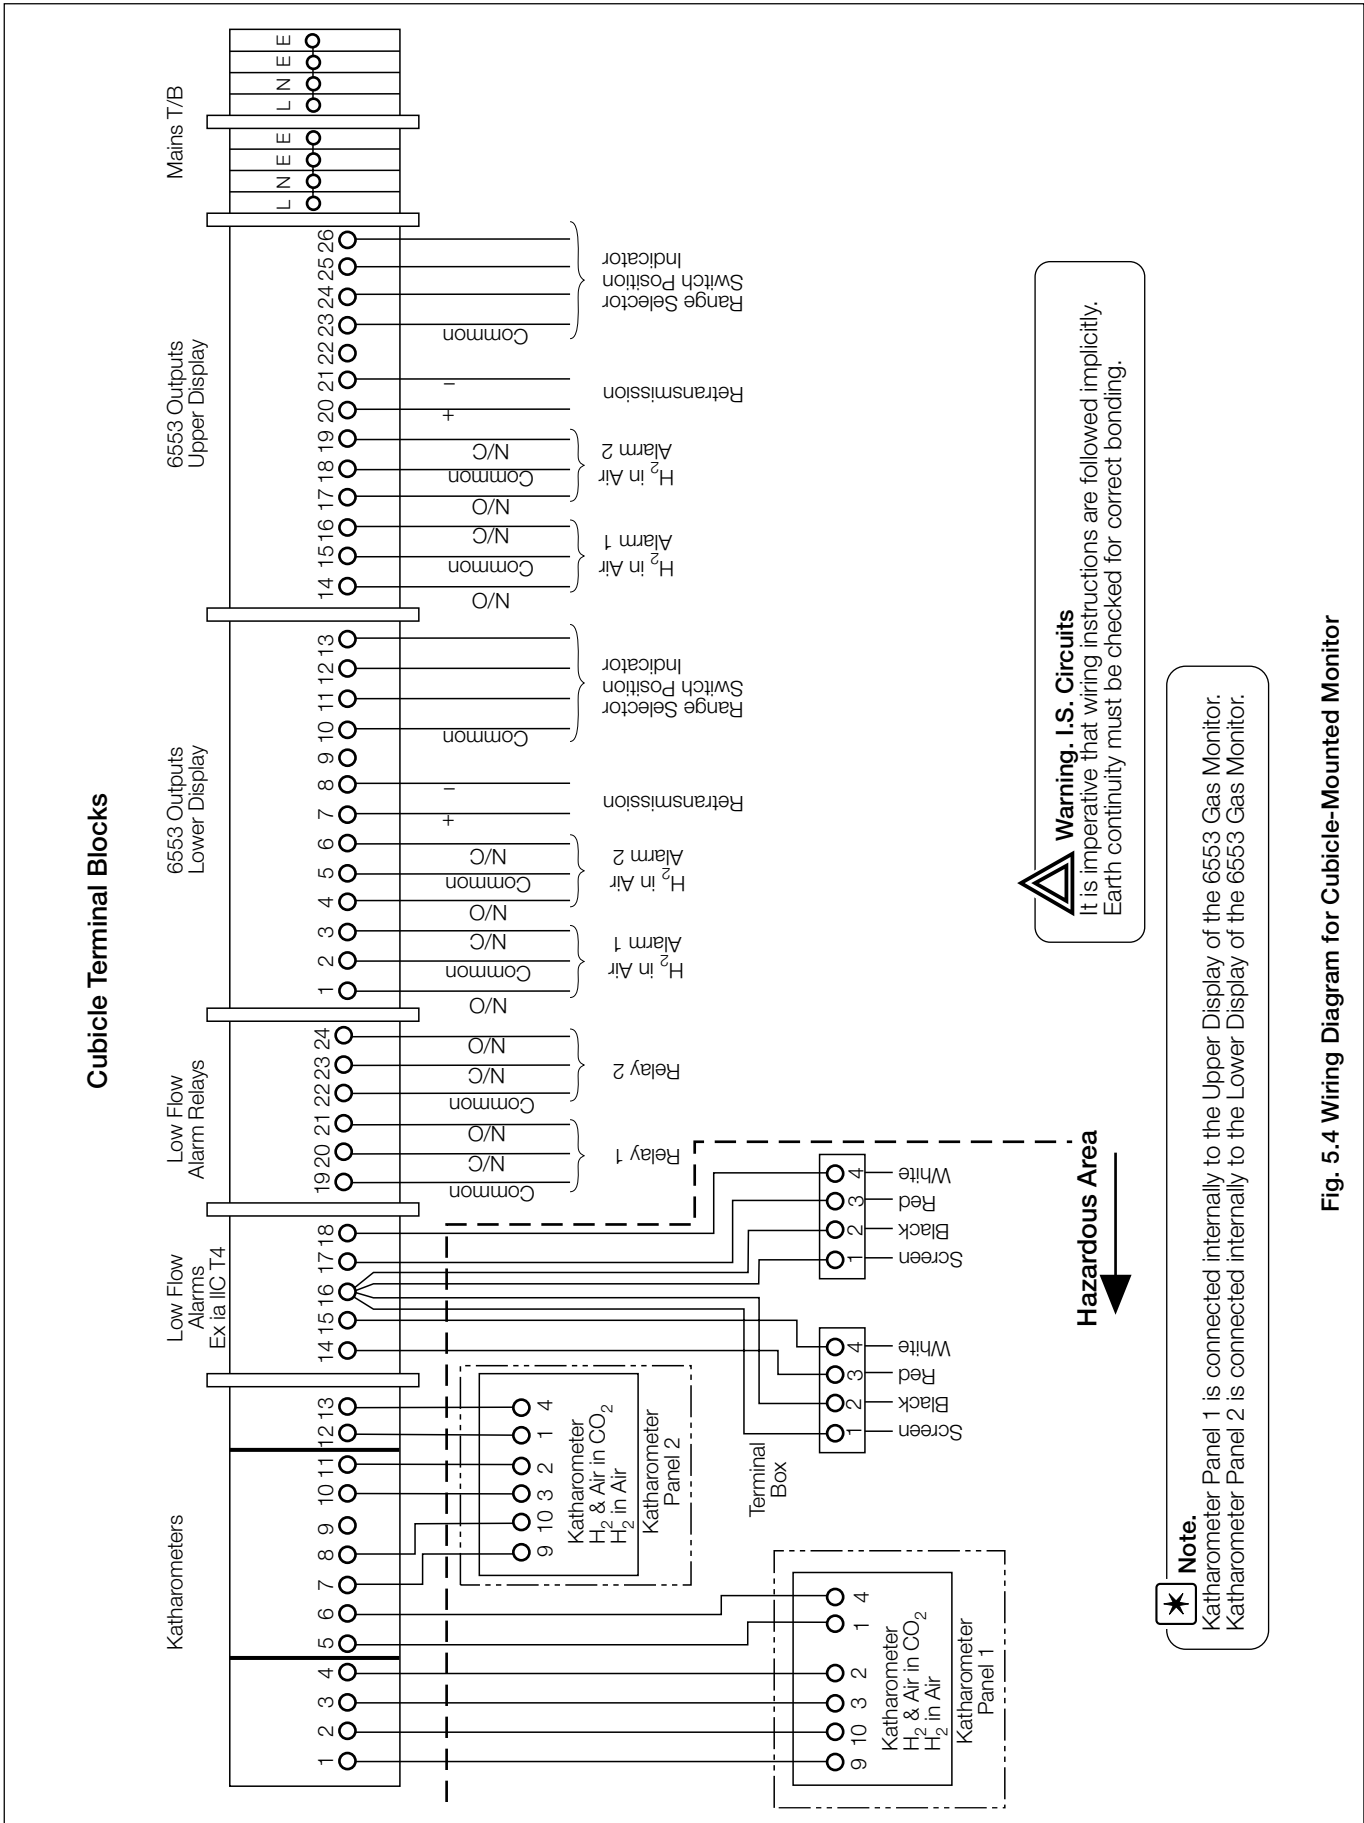 Cubicle Terminal Blocks
Katharometers
Low Flow
Alarms
Ex ia IIC T4
Low Flow
Alarm Relays
6553 Outputs
Lower Display
6553 Outputs
Upper Display
Mains T/B
1 2 3 4 5 6 7 8 9 10 11 12 13
14 15 16 17 18
19 20 21 22 23 24
1 2 3 4 5 6 7 8 9 10 11 12 13
14 15 16 17 18 19 20 21 22 23 24 25 26
L N E E
L N E E
Common N/C N/O
Relay 1
Common N/C N/O
Relay 2
N/O Common N/C
H2 in Air
Alarm 1
N/O Common N/C
H2 in Air
Alarm 2
+ –
Retransmission
Common
Range Selector
Switch Position
Indicator
N/O Common N/C
H2 in Air
Alarm 1
N/O Common N/C
H2 in Air
Alarm 2
+ –
Retransmission
Common
Range Selector
Switch Position
Indicator
9 10 3 2 1 4
Katharometer
H2 & Air in CO2
H2 in Air
Katharometer
Panel 2
9 10 3 2 1 4
Katharometer
H2 & Air in CO2
H2 in Air
Katharometer
Panel 1
Terminal
Box
1 2 3 4
Screen Black Red White
1 2 3 4
Screen Black Red White
Hazardous Area
Warning. I.S. Circuits
It is imperative that wiring instructions are followed implicitly.
Earth continuity must be checked for correct bonding.
Note.
Katharometer Panel 1 is connected internally to the Upper Display of the 6553 Gas Monitor.
Katharometer Panel 2 is connected internally to the Lower Display of the 6553 Gas Monitor.
Fig. 5.4 Wiring Diagram for Cubicle-Mounted Monitor